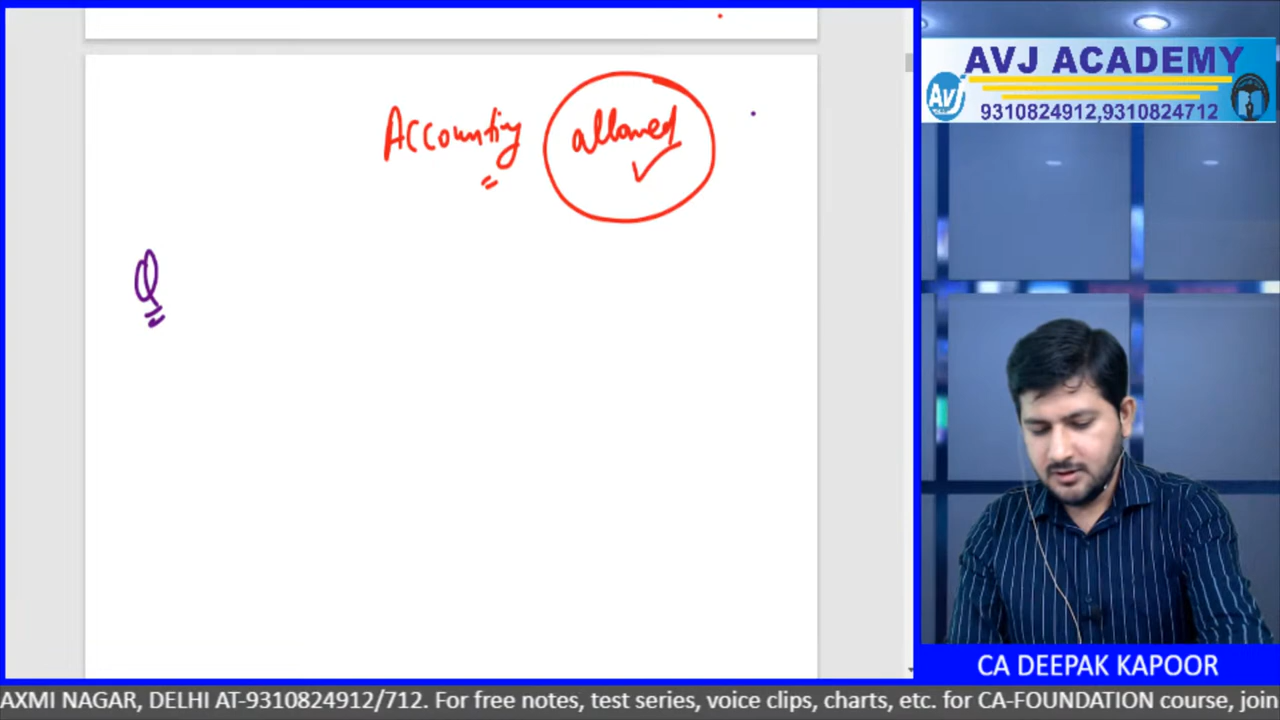 Accounting allowed
Q
AVJ ACADEMY
AV
9310824912,9310824712
CA DEEPAK KAPOOR
AXMI NAGAR, DELHI AT-9310824912/712. For free notes, test series, voice clips, charts, etc. for CA-FOUNDATION course, join